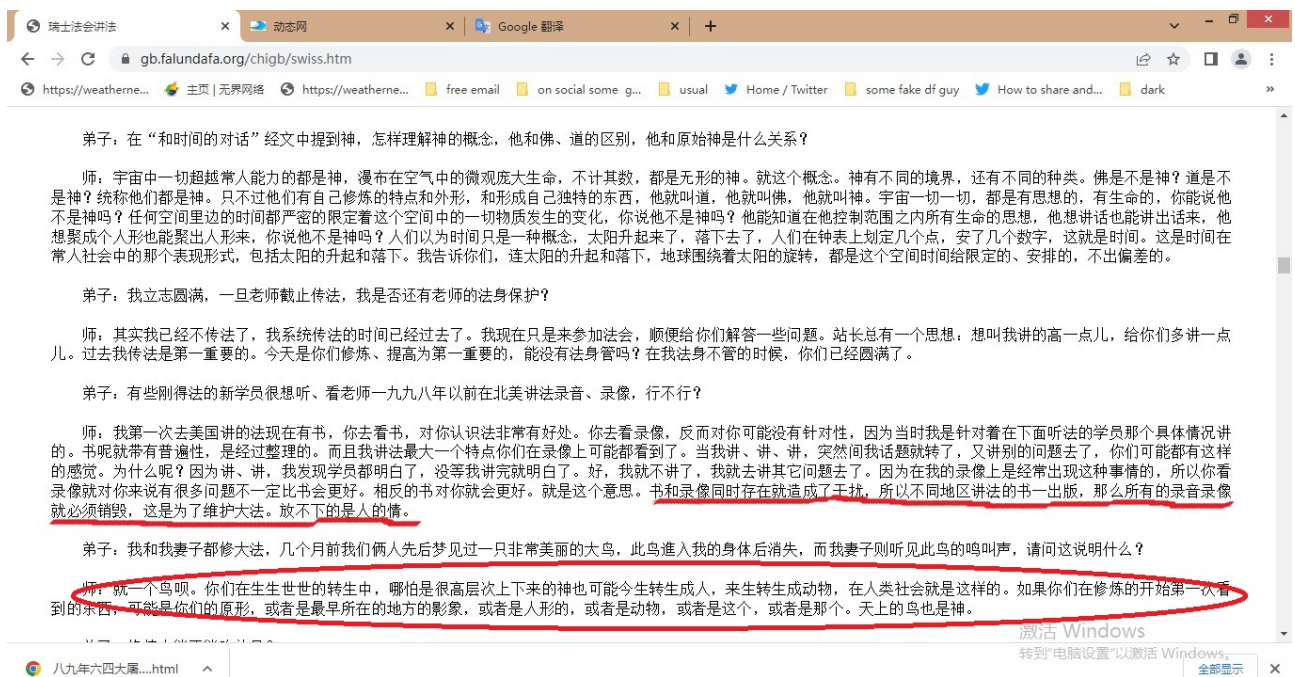 瑞士法会讲法
动态网
Google 翻译
gb.falundafa.org/chigb/swiss.htm
https://weatherne...
主页 | 无界网络
https://weatherne...
free email
on social some g...
usual
Home / Twitter
some fake df guy
How to share and...
dark
弟子：在“和时间的对话”经文中提到神，怎样理解神的概念，他和佛、道的区别，他和原始神是什么关系？
师：宇宙中一切超越常人能力的都是神，漫布在空气中的微观庞大生命，不计其数，都是无形的神。就这个概念。神有不同的境界，还有不同的种类。佛是不是神？道是不
是神？统称他们都是神。只不过他们有自己修炼的特点和外形，和形成自己独特的东西，他就叫道，他就叫佛，他就叫神。宇宙一切一切，都是有思想的，有生命的，你能说他
不是神吗？任何空间里边的时间都严密的限定着这个空间中的一切物质发生的变化，你说他不是神吗？他能知道在他控制范围之内所有生命的思想，他想讲话也能讲出话来，他
想聚成个人形也能聚出人形来，你说他不是神吗？人们以为时间只是一种概念，太阳升起来了，落下去了，人们在钟表上划定几个点，安了几个数字，这就是时间。这是时间在
常人社会中的那个表现形式，包括太阳的升起和落下。我告诉你们，连太阳的升起和落下，地球围绕着太阳的旋转，都是这个空间时间给限定的、安排的，不出偏差的。
弟子：我立志圆满，一旦老师截止传法，我是否还有老师的法身保护？
师：其实我已经不传法了，我系统传法的时间已经过去了。我现在只是来参加法会，顺便给你们解答一些问题。站长总有一个思想：想叫我讲的高一点儿，给你们多讲一点
儿。过去我传法是第一重要的。今天是你们修炼、提高为第一重要的，能没有法身管吗？在我法身不管的时候，你们已经圆满了。
弟子：有些刚得法的新学员很想听、看老师一九九八年以前在北美讲法录音、录像，行不行？
师：我第一次去美国讲的法现在有书，你去看书，对你认识法非常有好处。你去看录像，反而对你可能没有针对性，因为当时我是针对着在下面听法的学员那个具体情况讲
的。书呢就带有普遍性，是经过整理的。而且我讲法最大一个特点你们在录像上可能都看到了。当我讲、讲、讲，突然间我话题就转了，又讲别的问题去了，你们可能都有这样
的感觉。为什么呢？因为讲、讲，我发现学员都明白了，没等我讲完就明白了。好，我就不讲了，我就去讲其它问题去了。因为在我的录像上是经常出现这种事情的，所以你看
录像就对你来说有很多问题不一定比书会更好。相反的书对你就会更好。就是这个意思。书和录像同时存在就造成了干扰，所以不同地区讲法的书一出版，那么所有的录音录像
就必须销毁，这是为了维护大法。放不下的是人的情。
弟子：我和我妻子都修大法，几个月前我们俩人先后梦见过一只非常美丽的大鸟，此鸟進入我的身体后消失，而我妻子则听见此鸟的鸣叫声，请问这说明什么？
师：就一个鸟呗。你们在生生世世的转生中，哪怕是很高层次上下来的神也可能今生转生成人，来生转生成动物，在人类社会就是这样的。如果你们在修炼的开始第一次看
到的东西，可能是你们的原形，或者是最早所在的地方的影象，或者是人形的，或者是动物，或者是这个，或者是那个。天上的鸟也是神。
激活 Windows
转到"电脑设置"以激活 Windows。
八九年六四大屠....html
全部显示